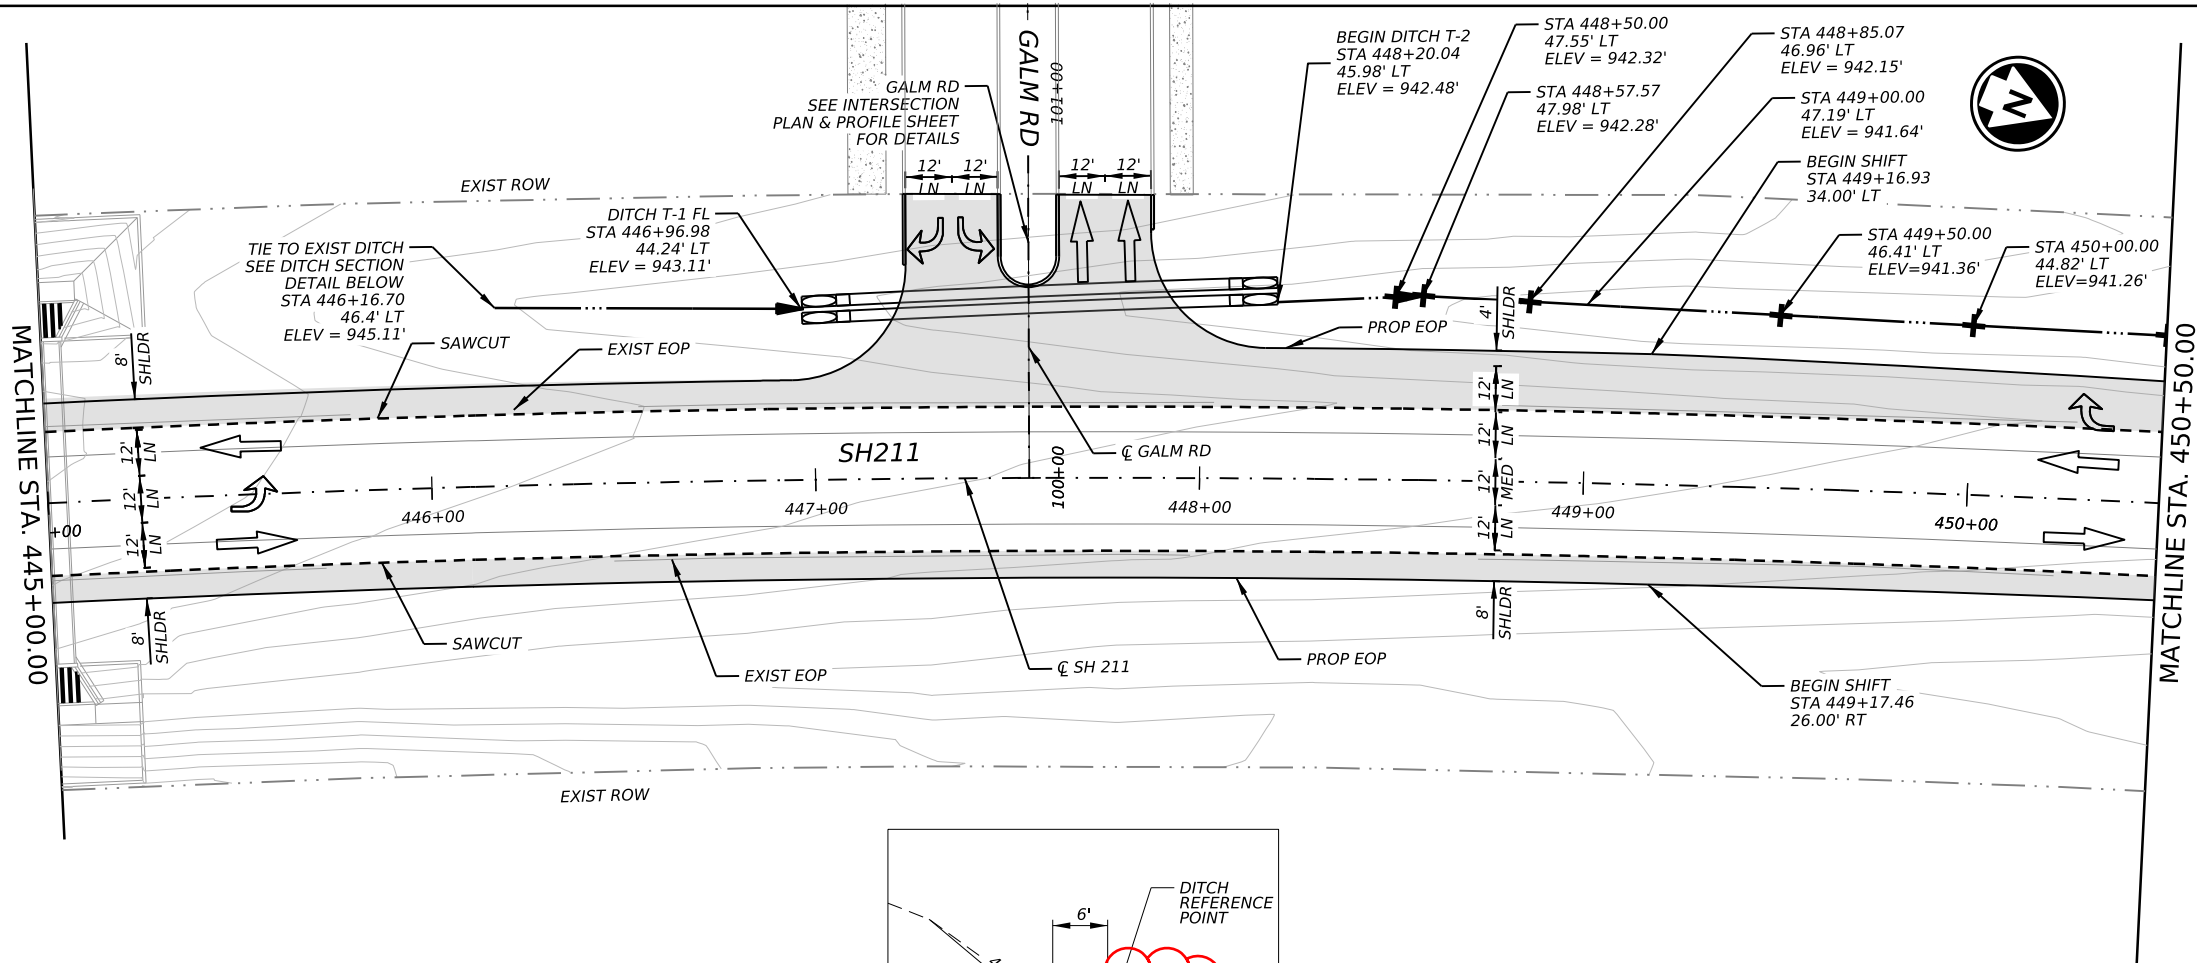 GALM RD
101+00
GALM RD
SEE INTERSECTION
PLAN & PROFILE SHEET
FOR DETAILS
BEGIN DITCH T-2
STA 448+20.04
45.98' LT
ELEV = 942.48'
STA 448+50.00
47.55' LT
ELEV = 942.32'
STA 448+57.57
47.98' LT
ELEV = 942.28'
STA 448+85.07
46.96' LT
ELEV = 942.15'
STA 449+00.00
47.19' LT
ELEV = 941.64'
N
BEGIN SHIFT
STA 449+16.93
34.00' LT
STA 449+50.00
46.41' LT
ELEV=941.36'
STA 450+00.00
44.82' LT
ELEV=941.26'
12' 12' 12' 12'
LN LN LN LN
EXIST ROW
DITCH T-1 FL
STA 446+96.98
44.24' LT
ELEV = 943.11'
TIE TO EXIST DITCH
SEE DITCH SECTION
DETAIL BELOW
STA 446+16.70
46.4' LT
ELEV = 945.11'
SAWCUT
EXIST EOP
PROP EOP
4'
SHLDR
8'
SHLDR
MATCHLINE STA. 445+00.00
MATCHLINE STA. 450+50.00
12'
LN
12'
LN
12'
LN
12'
LN
12'
LN
12'
MED
12'
LN
SH211
℄ GALM RD
100+00
+00
446+00
447+00
448+00
449+00
450+00
8'
SHLDR
8'
SHLDR
SAWCUT
EXIST EOP
℄ SH 211
PROP EOP
BEGIN SHIFT
STA 449+17.46
26.00' RT
EXIST ROW
DITCH
REFERENCE
POINT
6'